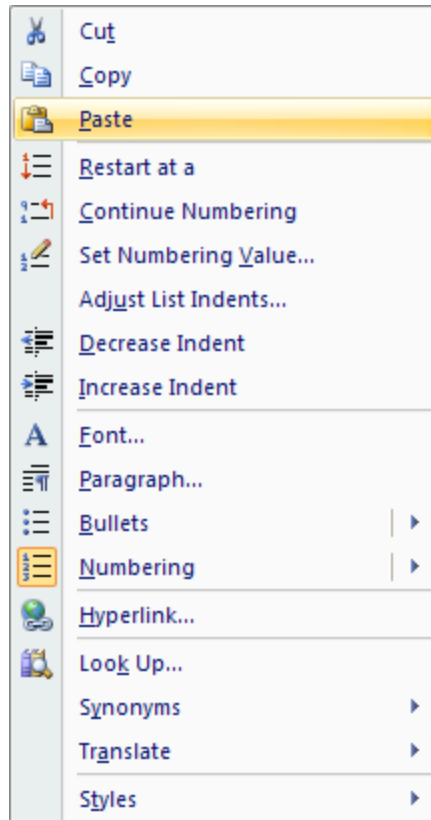 Cut
Copy
Paste
Restart at a
Continue Numbering
Set Numbering Value...
Adjust List Indents...
Decrease Indent
Increase Indent
Font...
Paragraph...
Bullets
Numbering
Hyperlink...
Look Up...
Synonyms
Translate
Styles